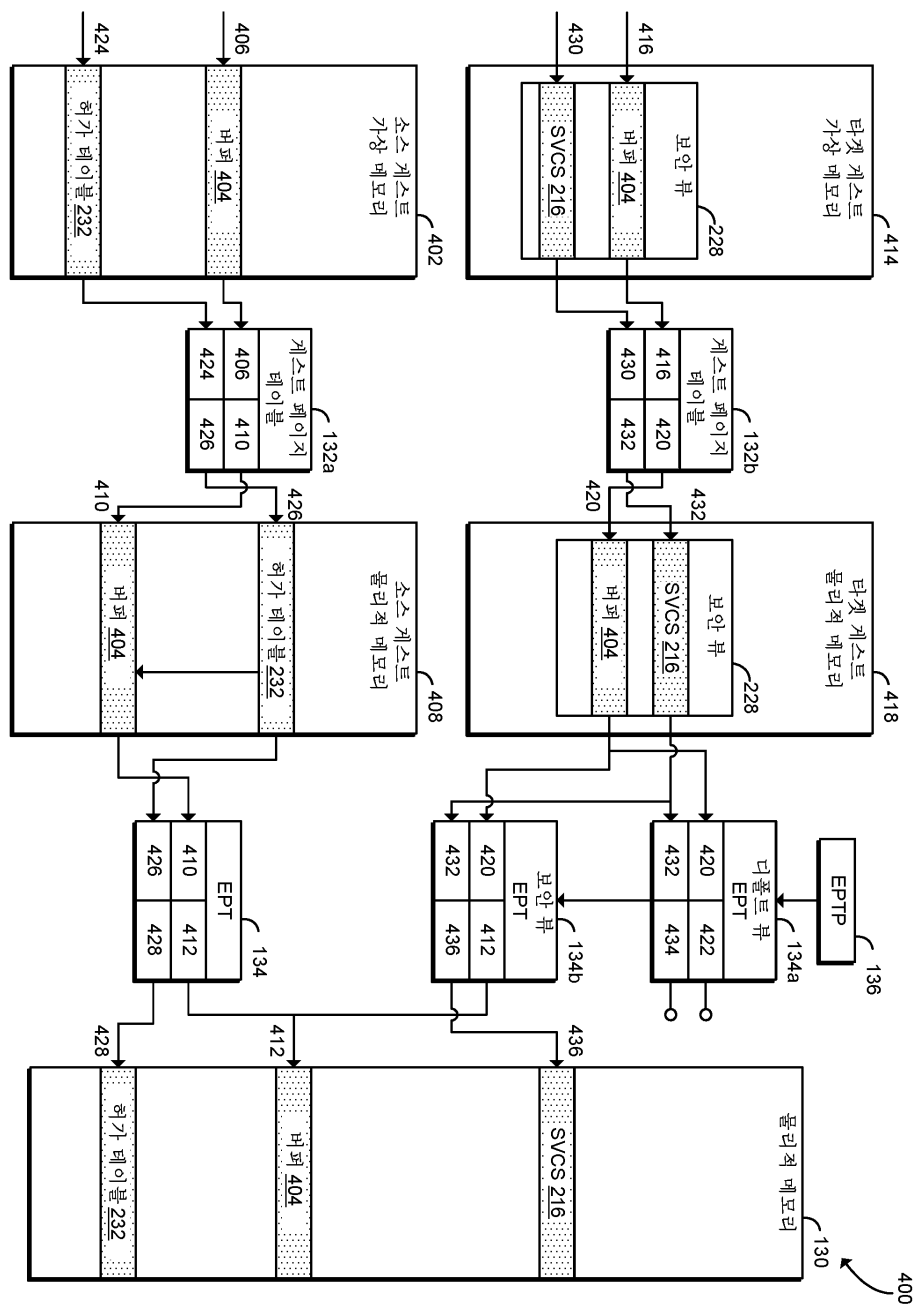 400
타겟 게스트
가상 메모리
414
보안 뷰
228
416
버퍼 404
430
SVCS 216
게스트 페이지
테이블
132b
416 420
430 432
타겟 게스트
물리적 메모리
418
보안 뷰
228
432
SVCS 216
420
버퍼 404
EPTP
136
디폴트 뷰
EPT
134a
420 422
432 434
보안 뷰
EPT
134b
420 412
432 436
물리적 메모리
130
436
SVCS 216
412
버퍼 404
428
허가 테이블 232
소스 게스트
가상 메모리
402
406
버퍼 404
424
허가 테이블 232
게스트 페이지
테이블
132a
406 410
424 426
소스 게스트
물리적 메모리
408
426
허가 테이블 232
410
버퍼 404
EPT
134
410 412
426 428